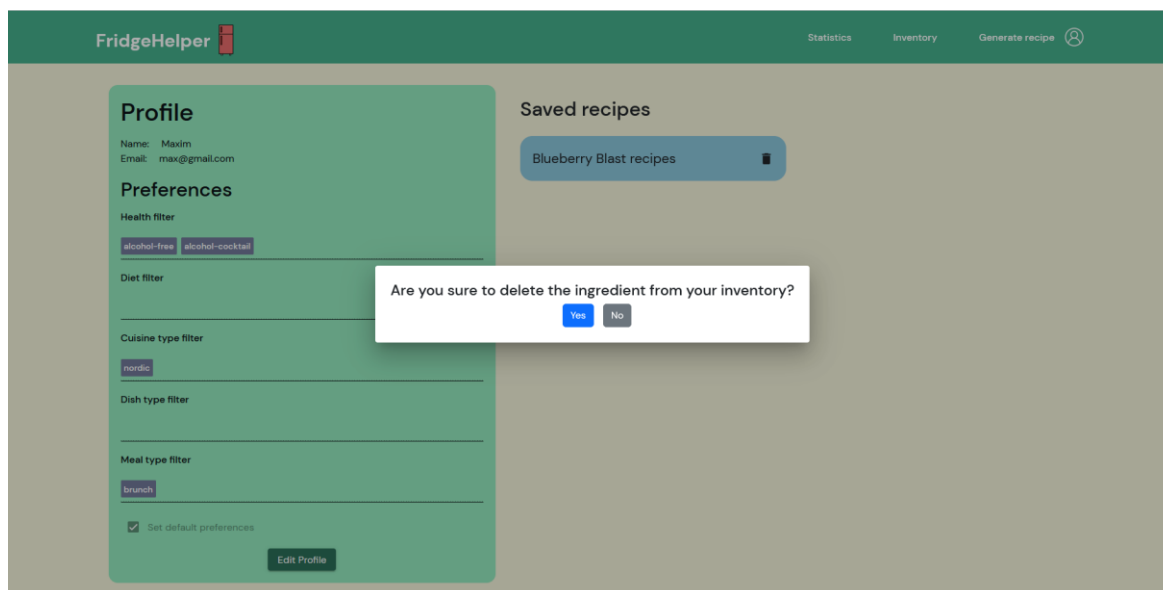 FridgeHelper
Statistics Inventory Generate recipe
Profile
Name: Maxim
Email: max@gmail.com
Preferences
Health filter
alcohol-free alcohol-cocktail
Diet filter
Cuisine type filter
nordic
Dish type filter
Meal type filter
brunch
Set default preferences
Edit Profile
Saved recipes
Blueberry Blast recipes
Are you sure to delete the ingredient from your inventory?
Yes No